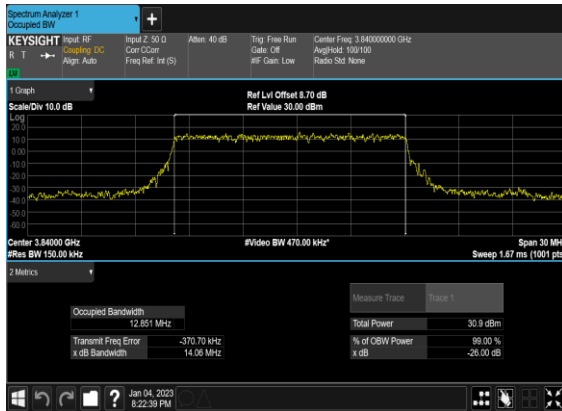 Spectrum Analyzer 1
Occupied BW
+
KEYSIGHT Input: RF Input Z: 50 Ω Atten: 40 dB Trig: Free Run Center Freq: 3.840000000 GHz
R T Coupling: DC Corr CCorr Gate: Off Avg|Hold: 100/100
Align: Auto Freq Ref: Int (S) #IF Gain: Low Radio Std: None
LXI
1 Graph
Ref Lvl Offset 8.70 dB
Scale/Div 10.0 dB Ref Value 30.00 dBm
Log
20.0
10.0
0.00
-10.0
-20.0
-30.0
-40.0
-50.0
-60.0
Center 3.84000 GHz #Video BW 470.00 kHz* Span 30 MH
#Res BW 150.00 kHz Sweep 1.67 ms (1001 pts
2 Metrics
Measure Trace Trace 1
Occupied Bandwidth
12.851 MHz Total Power 30.9 dBm
Transmit Freq Error -370.70 kHz % of OBW Power 99.00 %
x dB Bandwidth 14.06 MHz x dB -26.00 dB
? Jan 04, 2023
8:22:39 PM